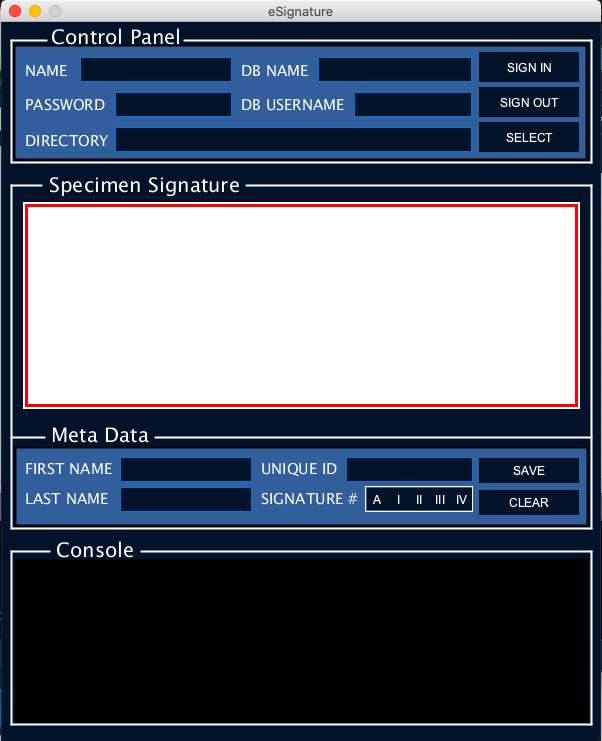 eSignature
Control Panel
NAME DB NAME SIGN IN
PASSWORD DB USERNAME SIGN OUT
DIRECTORY SELECT
Specimen Signature
Meta Data
FIRST NAME UNIQUE ID SAVE
LAST NAME SIGNATURE # A I II III IV CLEAR
Console